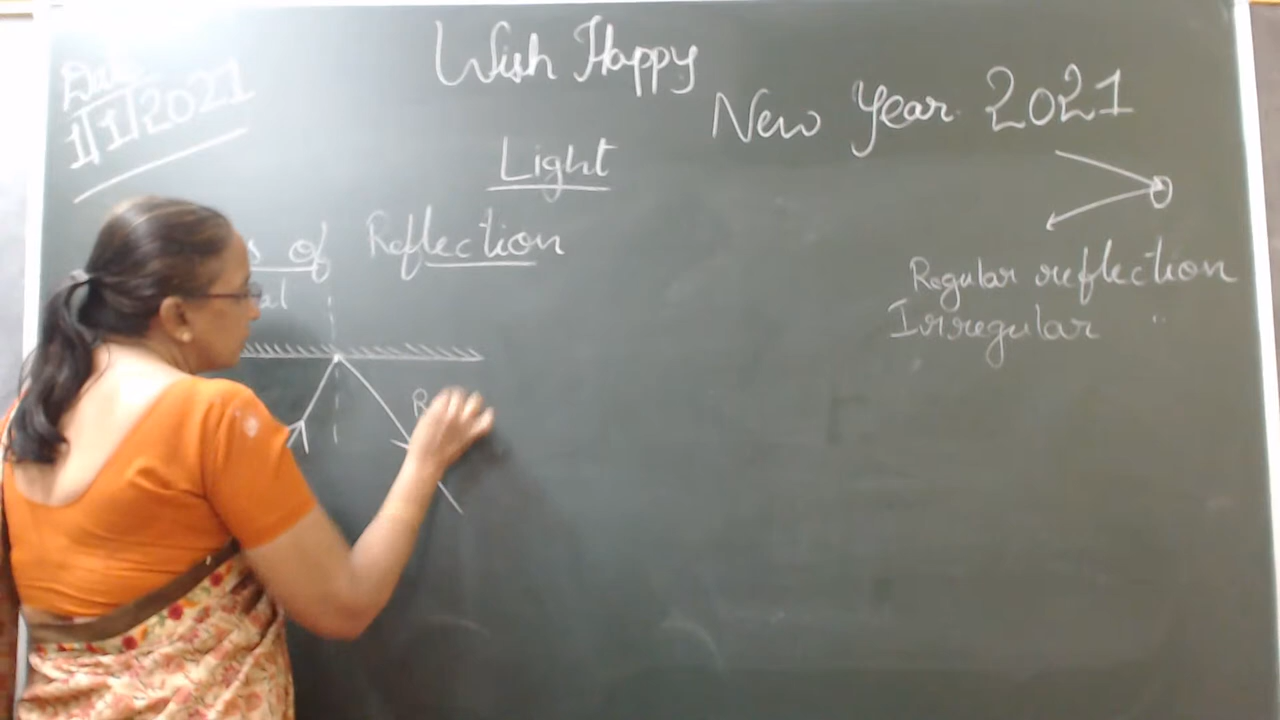 Date
1/1/2021
Wish Happy
New Year 2021
Light
of Reflection
Regular reflection
Irregular "
R